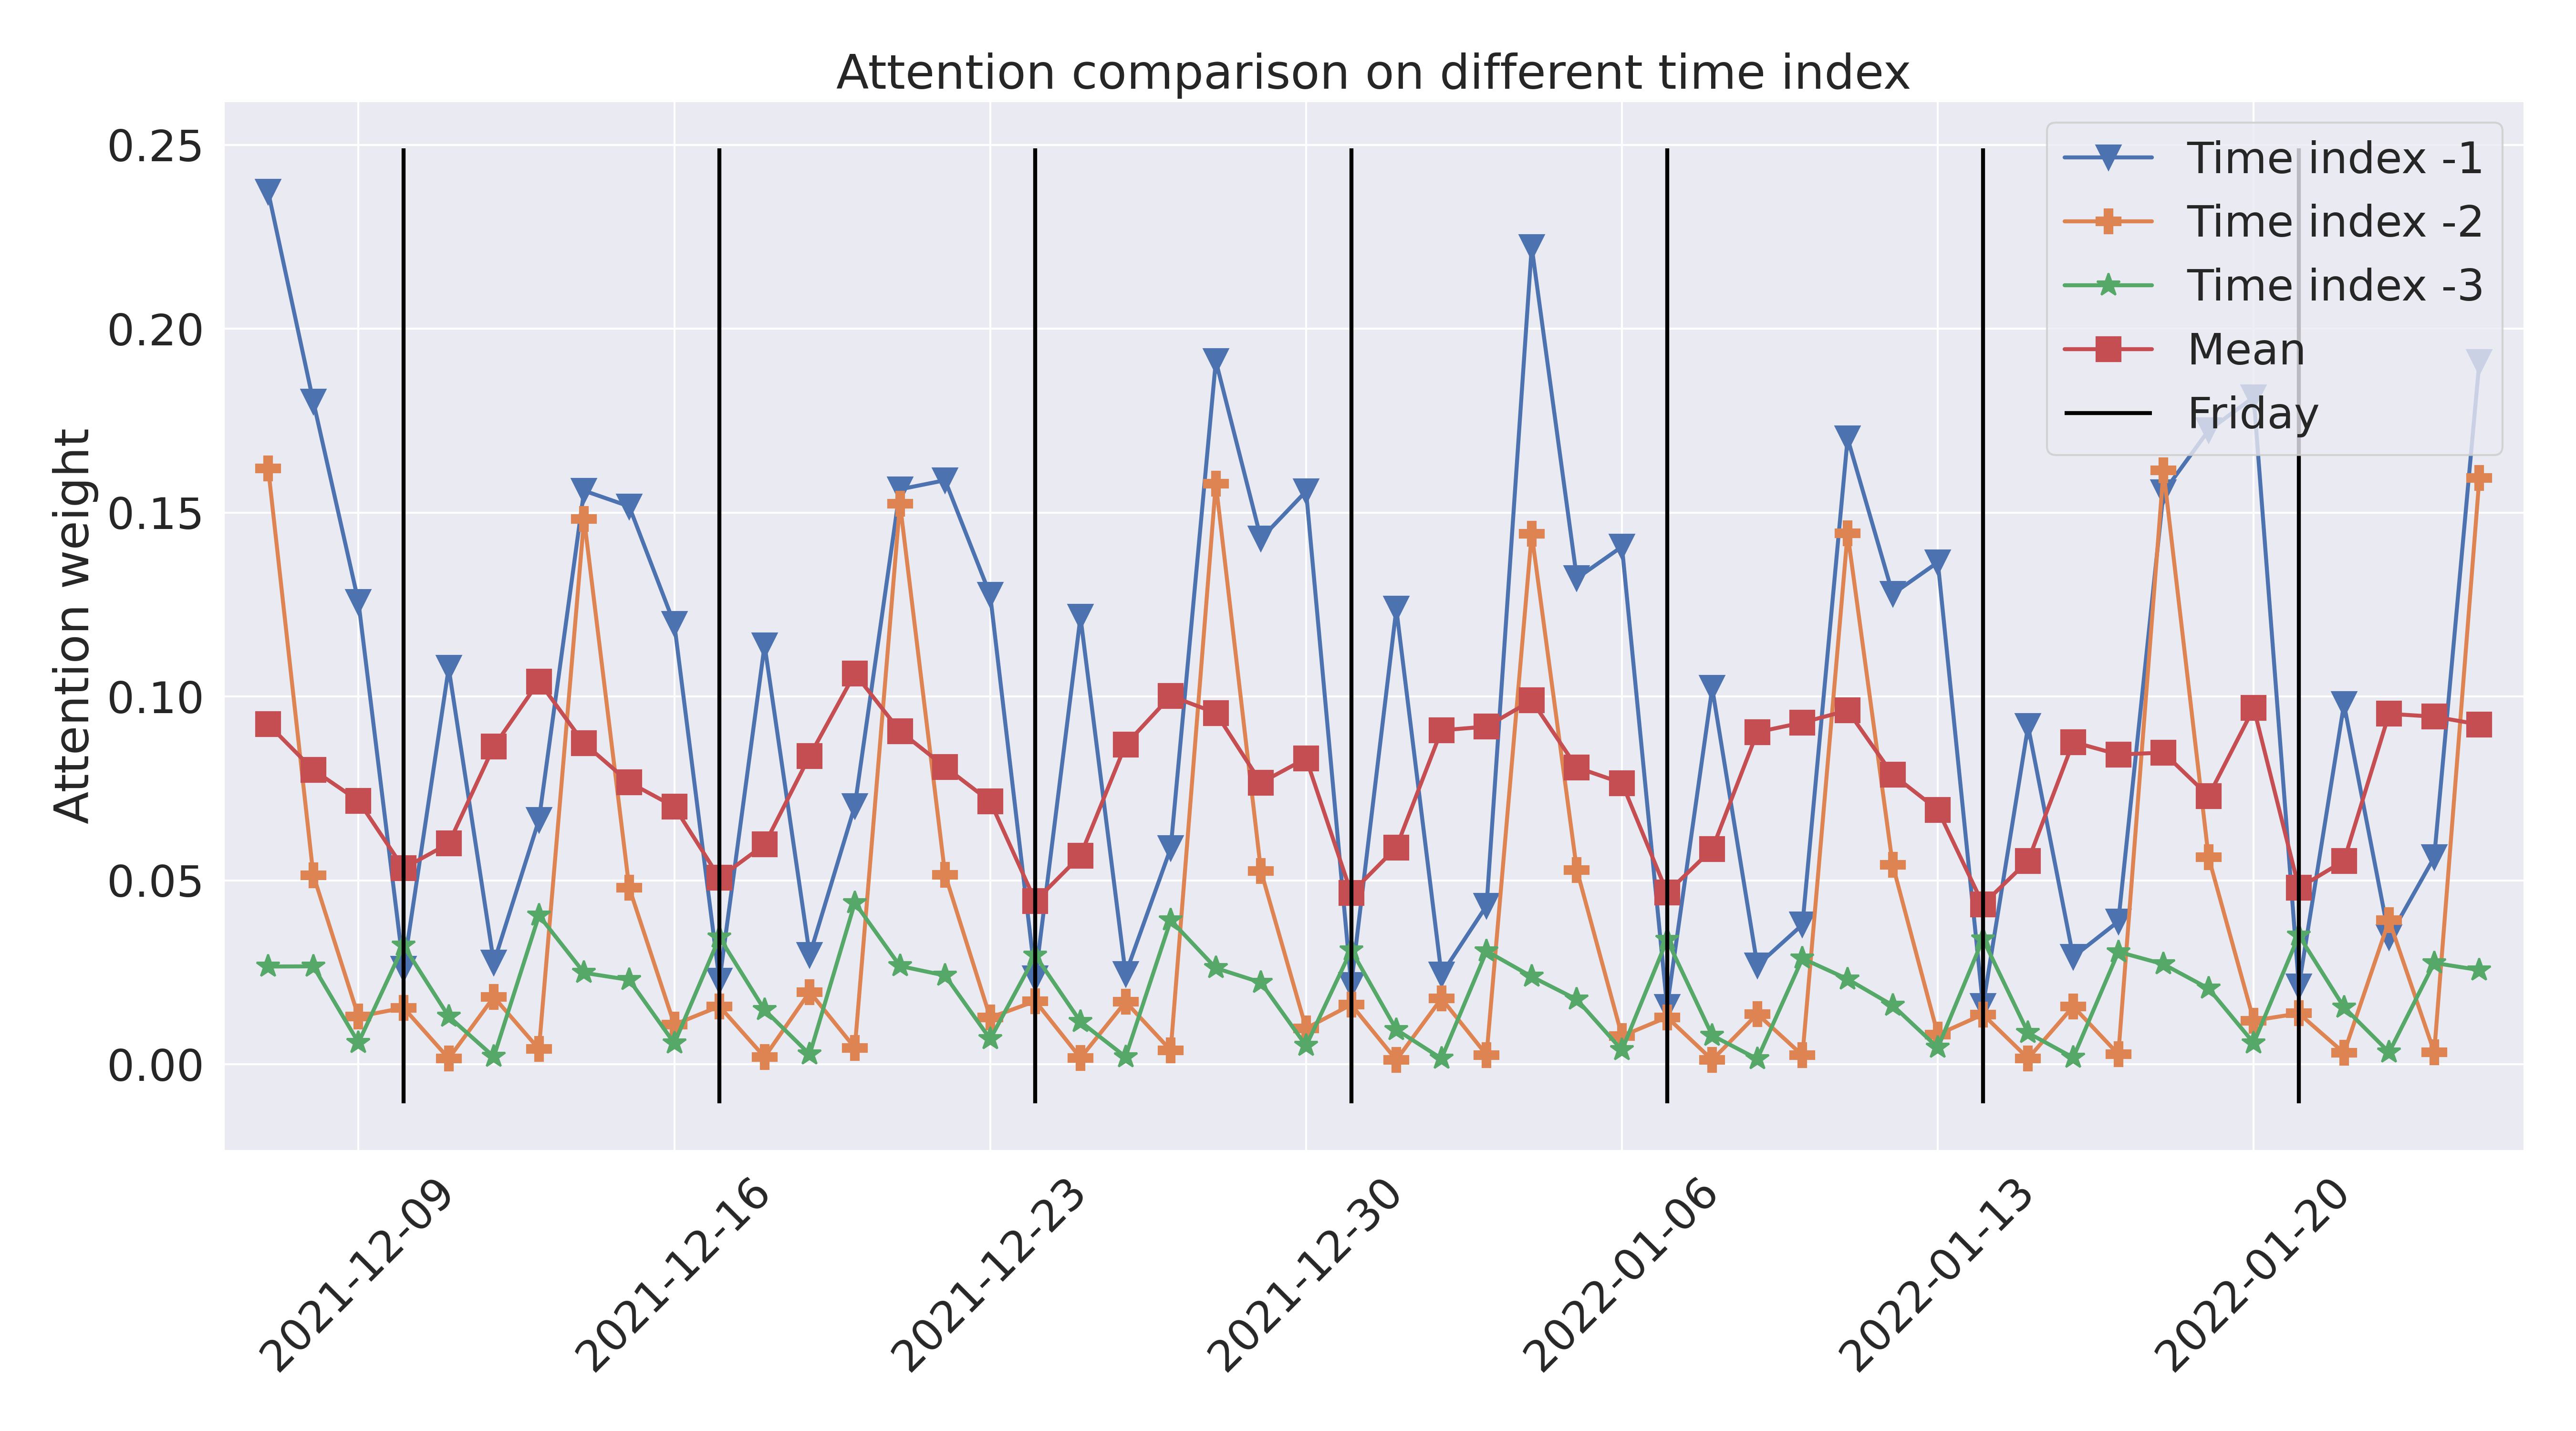 Attention comparison on different time index
Attention weight
0.25
0.20
0.15
0.10
0.05
0.00
2021-12-09
2021-12-16
2021-12-23
2021-12-30
2022-01-06
2022-01-13
2022-01-20
Time index -1
Time index -2
Time index -3
Mean
Friday